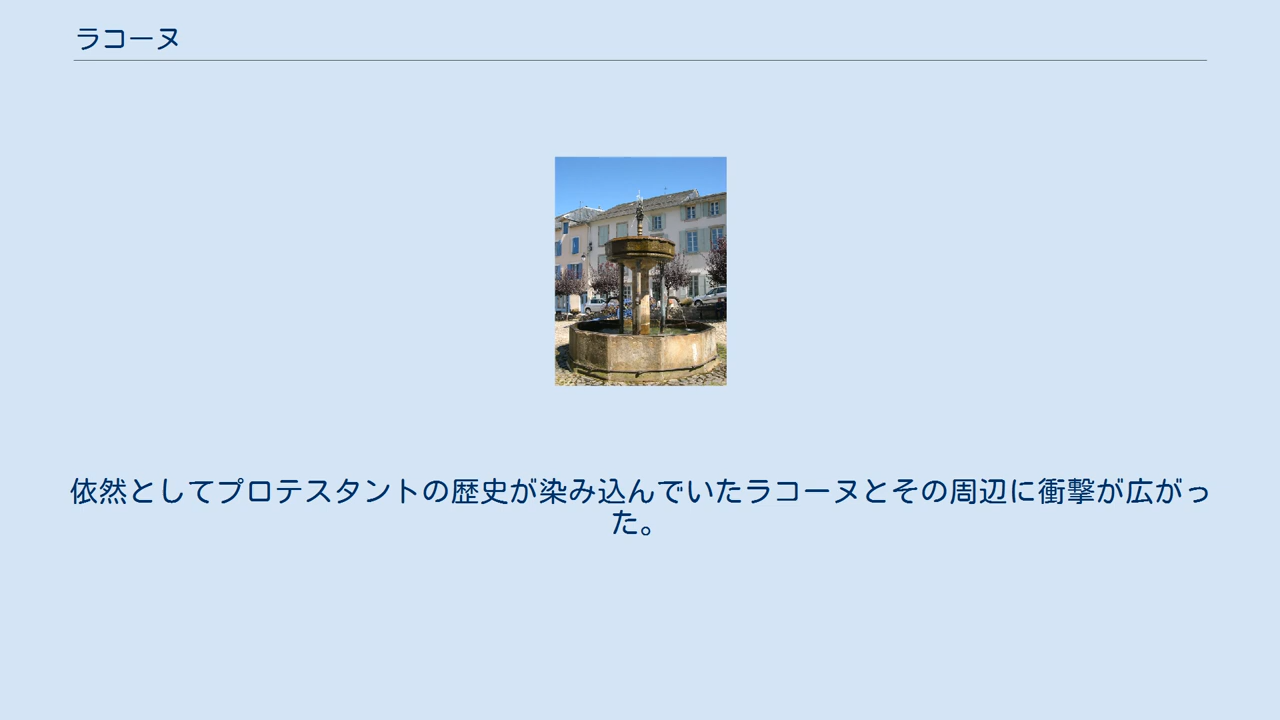 ラコーヌ
依然としてプロテスタントの歴史が染み込んでいたラコーヌとその周辺に衝撃が広がっ
た。